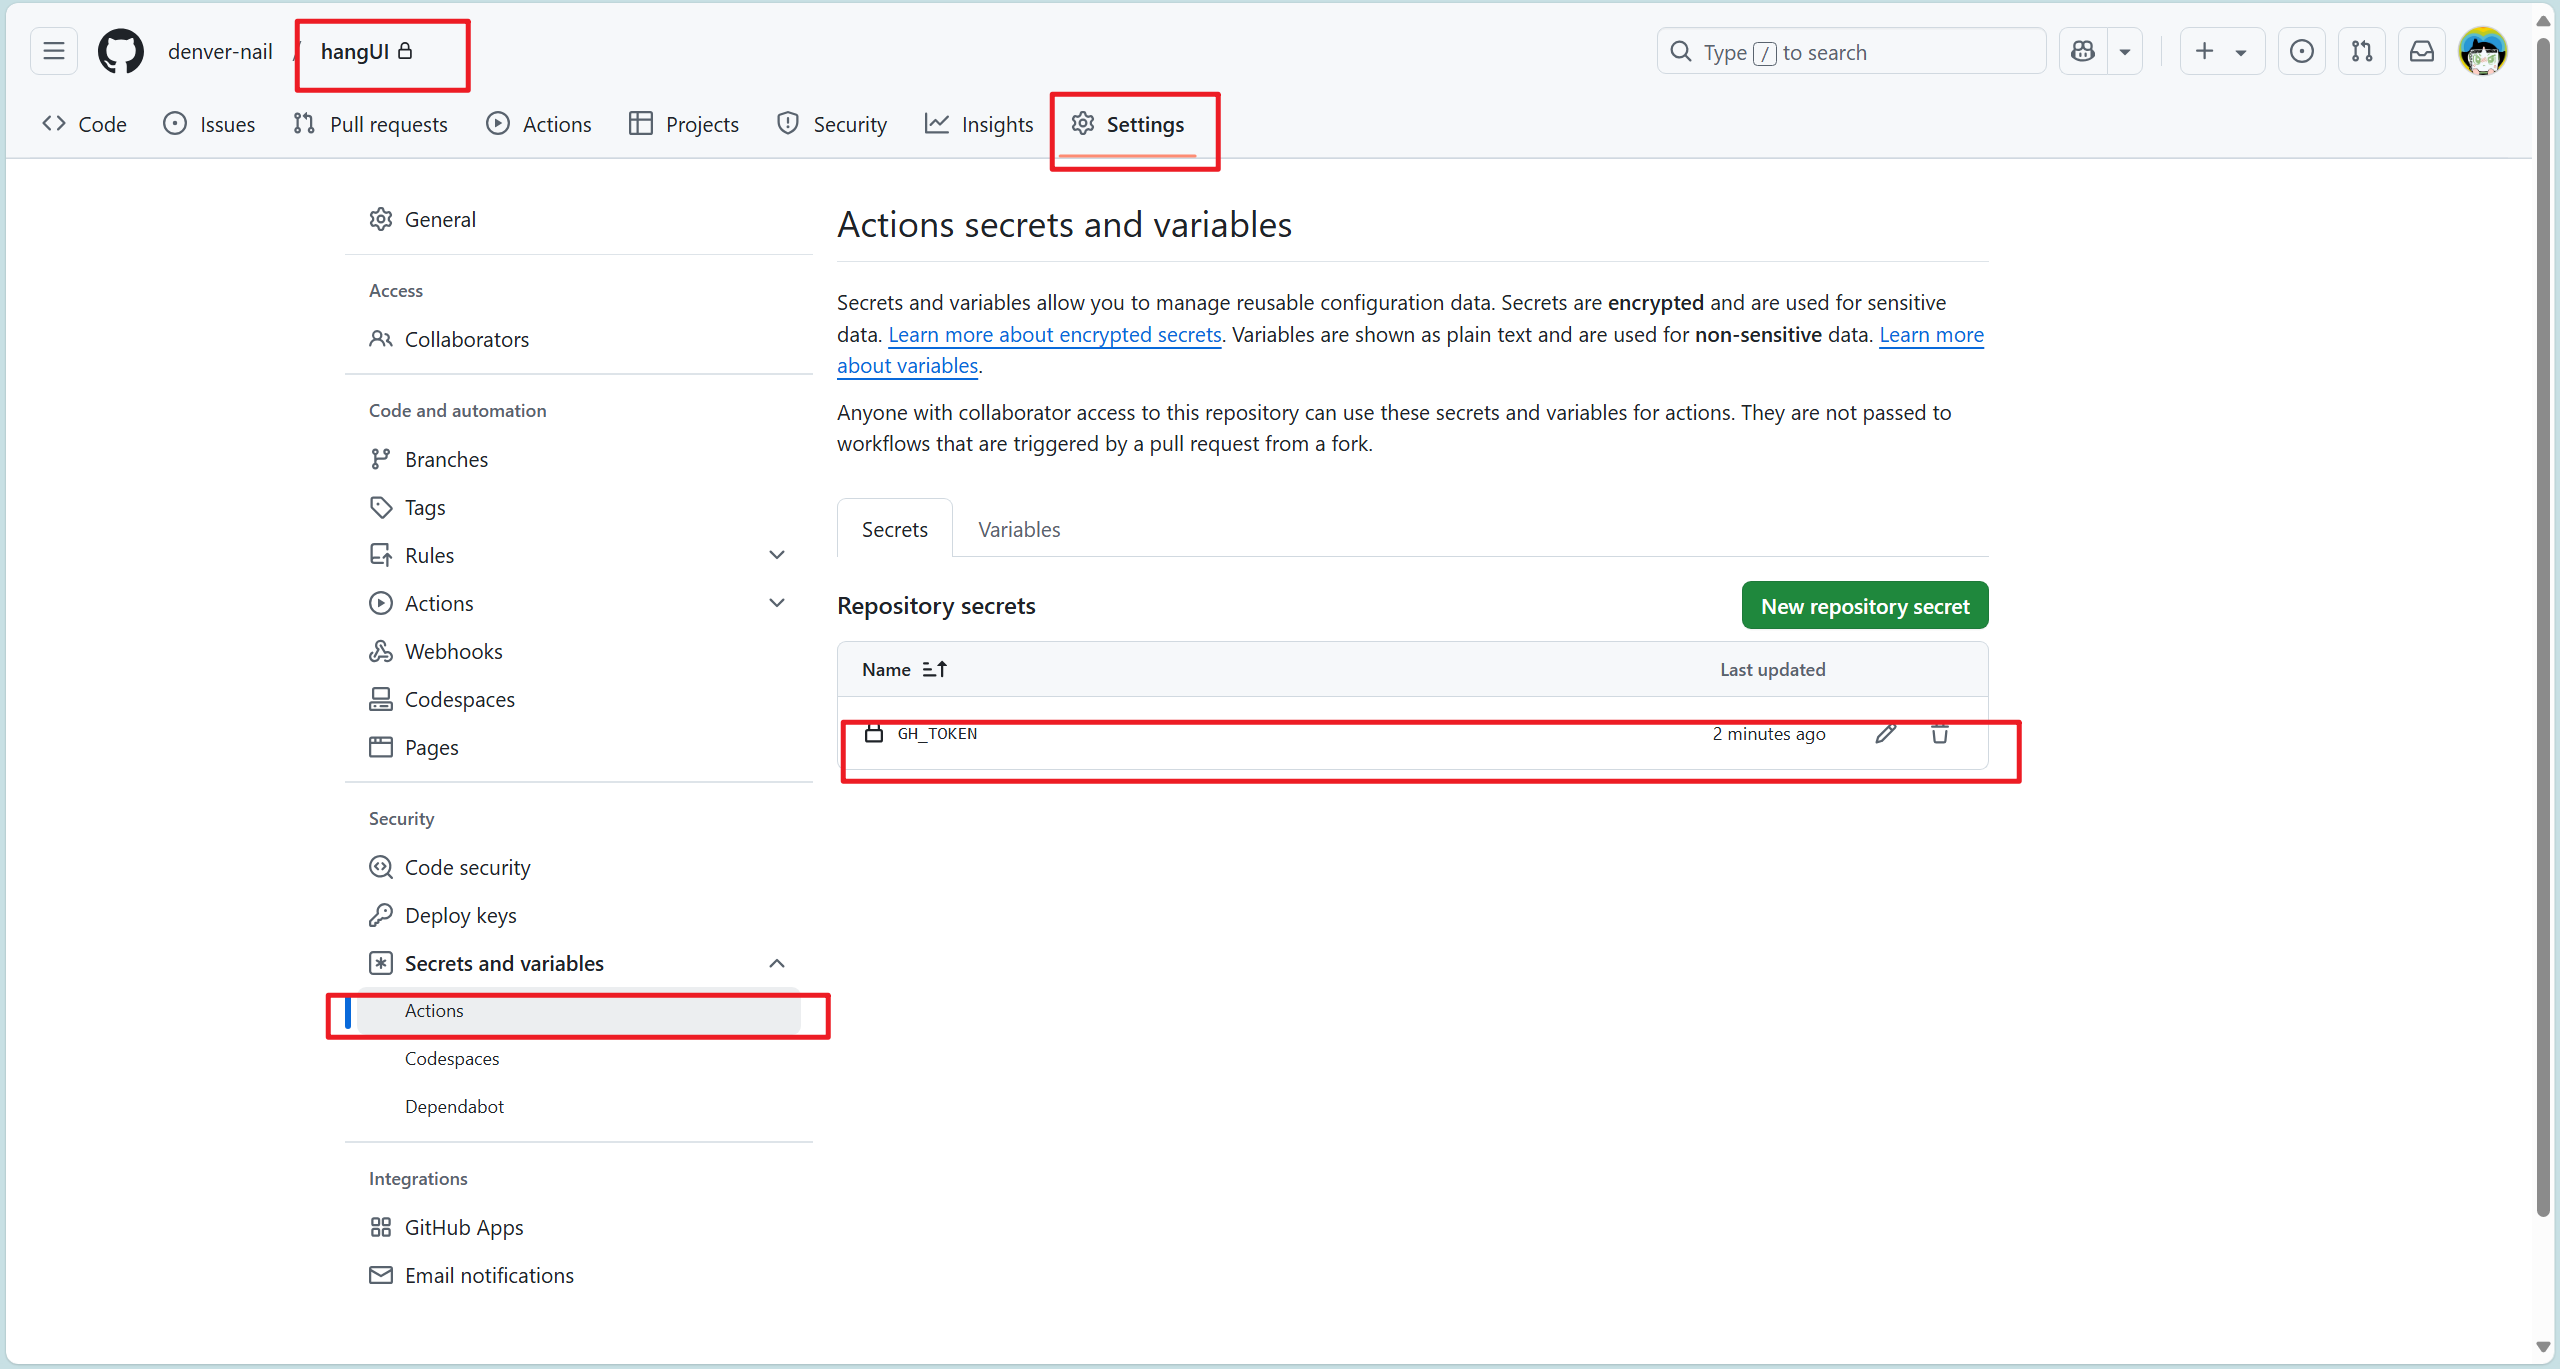 denver-nail / hangUI
Type / to search
Code Issues Pull requests Actions Projects Security Insights Settings
General
Access
Collaborators
Code and automation
Branches
Tags
Rules
Actions
Webhooks
Codespaces
Pages
Security
Code security
Deploy keys
Secrets and variables
Actions
Codespaces
Dependabot
Integrations
GitHub Apps
Email notifications
Actions secrets and variables
Secrets and variables allow you to manage reusable configuration data. Secrets are encrypted and are used for sensitive
data. Learn more about encrypted secrets. Variables are shown as plain text and are used for non-sensitive data. Learn more
about variables.
Anyone with collaborator access to this repository can use these secrets and variables for actions. They are not passed to
workflows that are triggered by a pull request from a fork.
Secrets Variables
Repository secrets New repository secret
Name Last updated
GH_TOKEN 2 minutes ago